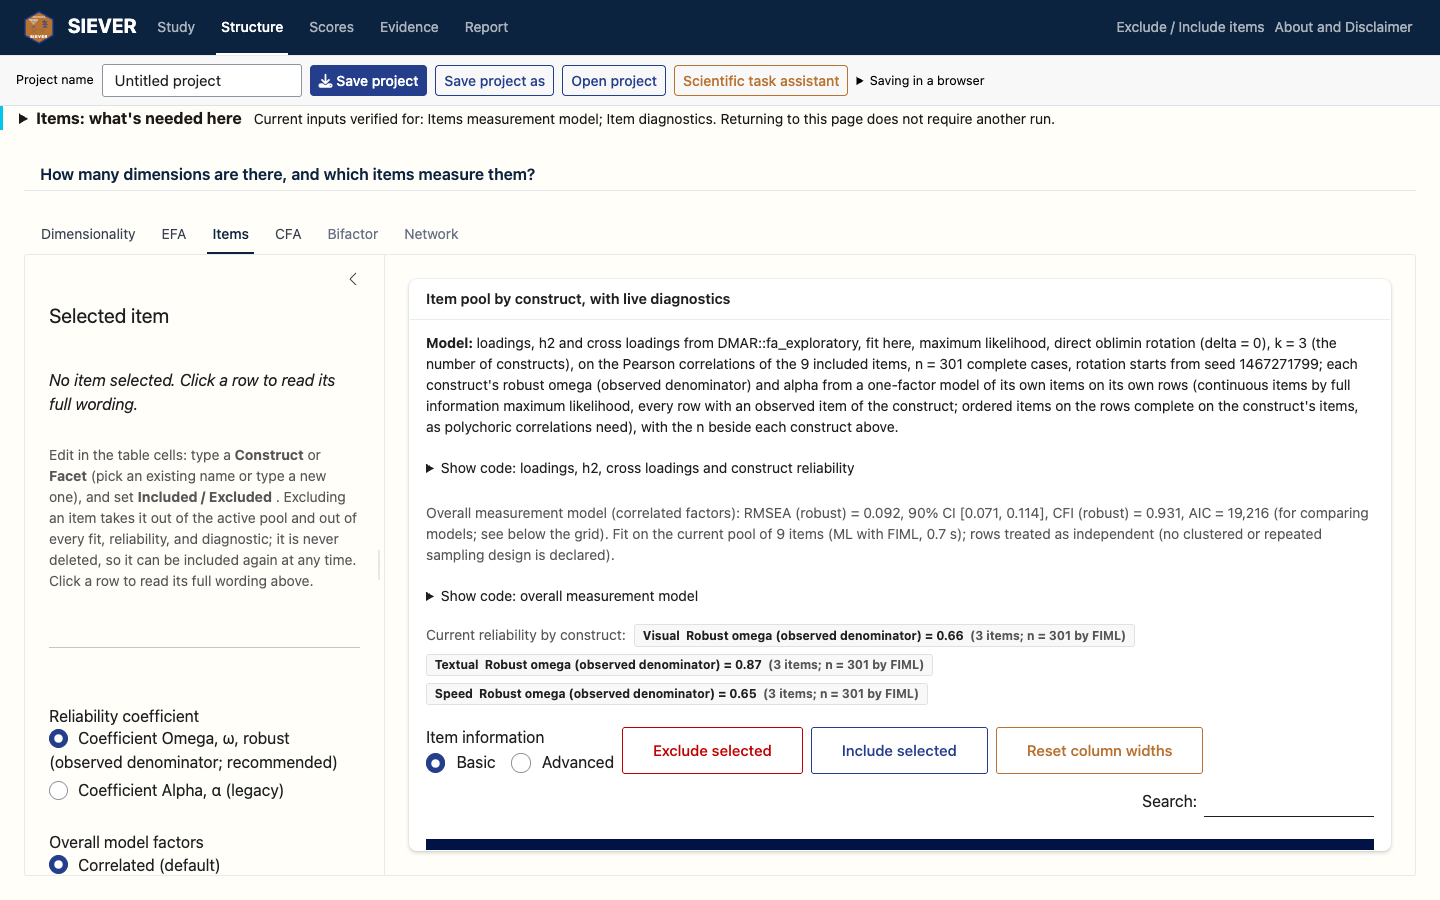 SIEVER
Study
Structure
Scores
Evidence
Report
Exclude / Include items
About and Disclaimer
Project name
Untitled project
Save project
Save project as
Open project
Scientific task assistant
Saving in a browser
Items: what's needed here
Current inputs verified for: Items measurement model; Item diagnostics. Returning to this page does not require another run.
How many dimensions are there, and which items measure them?
Dimensionality
EFA
Items
CFA
Bifactor
Network
Selected item
No item selected. Click a row to read its
full wording.
Edit in the table cells: type a Construct or
Facet (pick an existing name or type a new
one), and set Included / Excluded . Excluding
an item takes it out of the active pool and out of
every fit, reliability, and diagnostic; it is never
deleted, so it can be included again at any time.
Click a row to read its full wording above.
Reliability coefficient
Coefficient Omega, ω, robust
(observed denominator; recommended)
Coefficient Alpha, α (legacy)
Overall model factors
Correlated (default)
Item pool by construct, with live diagnostics
Model: loadings, h2 and cross loadings from DMAR::fa_exploratory, fit here, maximum likelihood, direct oblimin rotation (delta = 0), k = 3 (the
number of constructs), on the Pearson correlations of the 9 included items, n = 301 complete cases, rotation starts from seed 1467271799; each
construct's robust omega (observed denominator) and alpha from a one-factor model of its own items on its own rows (continuous items by full
information maximum likelihood, every row with an observed item of the construct; ordered items on the rows complete on the construct's items,
as polychoric correlations need), with the n beside each construct above.
Show code: loadings, h2, cross loadings and construct reliability
Overall measurement model (correlated factors): RMSEA (robust) = 0.092, 90% CI [0.071, 0.114], CFI (robust) = 0.931, AIC = 19,216 (for comparing
models; see below the grid). Fit on the current pool of 9 items (ML with FIML, 0.7 s); rows treated as independent (no clustered or repeated
sampling design is declared).
Show code: overall measurement model
Current reliability by construct: Visual Robust omega (observed denominator) = 0.66 (3 items; n = 301 by FIML)
Textual Robust omega (observed denominator) = 0.87 (3 items; n = 301 by FIML)
Speed Robust omega (observed denominator) = 0.65 (3 items; n = 301 by FIML)
Item information
Basic
Advanced
Exclude selected
Include selected
Reset column widths
Search: